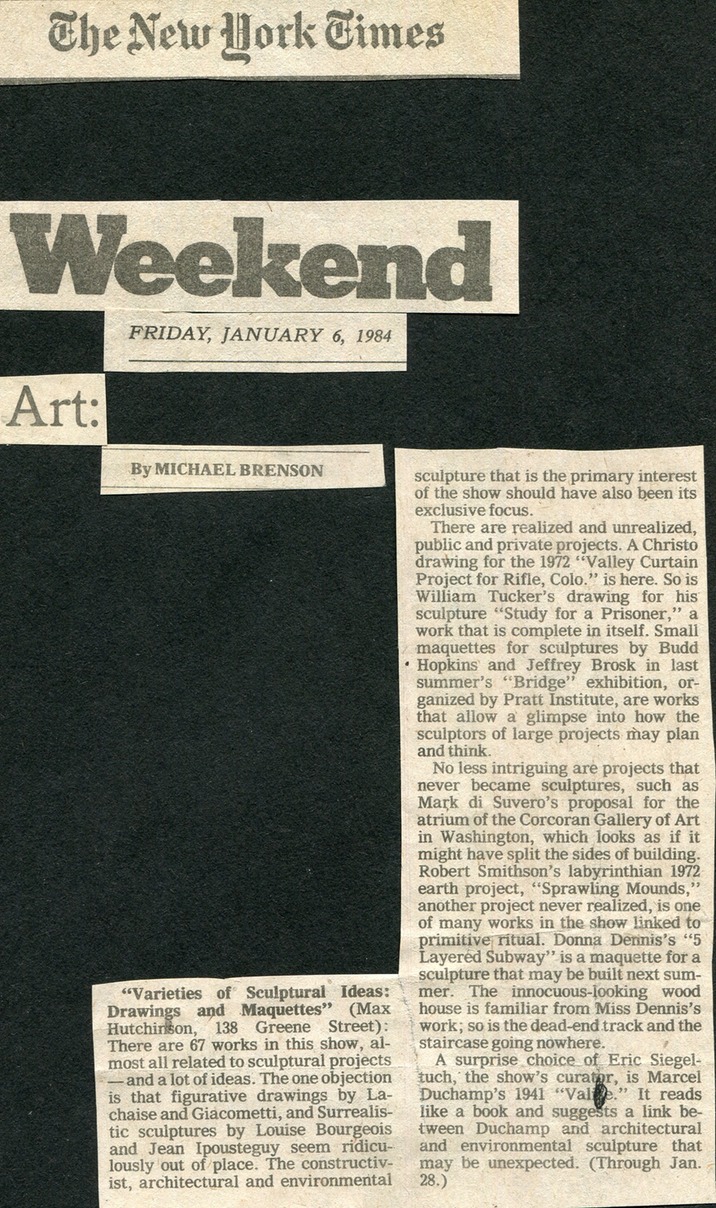 The New York Times
Weekend
FRIDAY, JANUARY 6, 1984
Art:
By MICHAEL BRENSON
"Varieties of Sculptural Ideas:
Drawings and Maquettes" (Max
Hutchinson, 138 Greene Street):
There are 67 works in this show, al-
most all related to sculptural projects
— and a lot of ideas. The one objection
is that figurative drawings by La-
chaise and Giacometti, and Surrealis-
tic sculptures by Louise Bourgeois
and Jean Ipousteguy seem ridicu-
lously out of place. The constructiv-
ist, architectural and environmental
sculpture that is the primary interest
of the show should have also been its
exclusive focus.
There are realized and unrealized,
public and private projects. A Christo
drawing for the 1972 "Valley Curtain
Project for Rifle, Colo." is here. So is
William Tucker's drawing for his
sculpture "Study for a Prisoner," a
work that is complete in itself. Small
maquettes for sculptures by Budd
Hopkins and Jeffrey Brosk in last
summer's "Bridge" exhibition, or-
ganized by Pratt Institute, are works
that allow a glimpse into how the
sculptors of large projects may plan
and think.
No less intriguing are projects that
never became sculptures, such as
Mark di Suvero's proposal for the
atrium of the Corcoran Gallery of Art
in Washington, which looks as if it
might have split the sides of building.
Robert Smithson's labyrinthian 1972
earth project, "Sprawling Mounds,"
another project never realized, is one
of many works in the show linked to
primitive ritual. Donna Dennis's "5
Layered Subway" is a maquette for a
sculpture that may be built next sum-
mer. The innocuous-looking wood
house is familiar from Miss Dennis's
work; so is the dead-end track and the
staircase going nowhere.
A surprise choice of Eric Siegel-
tuch, the show's curator, is Marcel
Duchamp's 1941 "Valise." It reads
like a book and suggests a link be-
tween Duchamp and architectural
and environmental sculpture that
may be unexpected. (Through Jan.
28.)